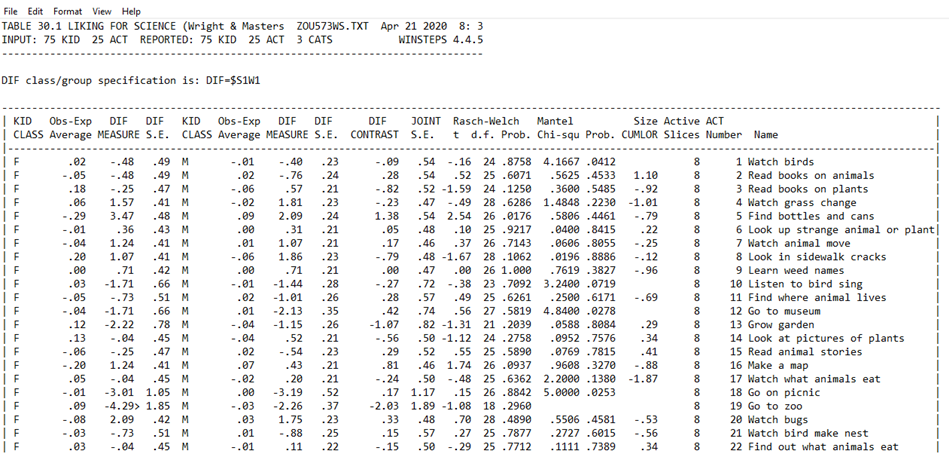 File  Edit  Format  View  Help
TABLE 30.1 LIKING FOR SCIENCE (Wright & Masters  ZOU573WS.TXT  Apr 21 2020  8: 3
INPUT: 75 KID  25 ACT  REPORTED: 75 KID  25 ACT  3 CATS  WINSTEPS 4.4.5
--------------------------------------------------------------------------------
DIF class/group specification is: DIF=$S1W1
--------------------------------------------------------------------------------
| KID  Obs-Exp  DIF  DIF  KID  Obs-Exp  DIF  DIF  DIF  JOINT  Rasch-Welch  Mantel  Size Active ACT |
| CLASS Average MEASURE S.E.  CLASS Average MEASURE S.E.  CONTRAST  S.E.  t  d.f. Prob. Chi-squ Prob. CUMLOR Slices Number  Name |
|--------------------------------------------------------------------------------|
| F  .02  -.48  .49  M  -.01  -.40  .23  -.09  .54  -.16  24 .8758  4.1667 .0412  8  1 Watch birds |
| F  -.05  -.48  .49  M  .02  -.76  .24  .28  .54  .52  25 .6071  .5625 .4533  1.10  8  2 Read books on animals |
| F  .18  -.25  .47  M  -.06  .57  .21  -.82  .52 -1.59  24 .1250  .3600 .5485  -.92  8  3 Read books on plants |
| F  .06  1.57  .41  M  -.02  1.81  .23  -.23  .47  -.49  28 .6286  1.4848 .2230 -1.01  8  4 Watch grass change |
| F  -.29  3.47  .48  M  .09  2.09  .24  1.38  .54  2.54  26 .0176  .5806 .4461  -.79  8  5 Find bottles and cans |
| F  -.01  .36  .43  M  .00  .31  .21  .05  .48  .10  25 .9217  .0400 .8415  .22  8  6 Look up strange animal or plant|
| F  -.04  1.24  .41  M  .01  1.07  .21  .17  .46  .37  26 .7143  .0606 .8055  -.25  8  7 Watch animal move |
| F  .20  1.07  .41  M  -.06  1.86  .23  -.79  .48 -1.67  28 .1062  .0196 .8886  -.12  8  8 Look in sidewalk cracks |
| F  .00  .71  .42  M  .00  .71  .21  .00  .47  .00  26 1.000  .7619 .3827  -.96  8  9 Learn weed names |
| F  .03  -1.71  .66  M  -.01  -1.44  .28  -.27  .72  -.38  23 .7092  3.2400 .0719  8  10 Listen to bird sing |
| F  -.05  -.73  .51  M  .02  -1.01  .26  .28  .57  .49  25 .6261  .2500 .6171  -.69  8  11 Find where animal lives |
| F  -.04  -1.71  .66  M  .01  -2.13  .35  .42  .74  .56  27 .5819  4.8400 .0278  8  12 Go to museum |
| F  .12  -2.22  .78  M  -.04  -1.15  .26  -1.07  .82 -1.31  21 .2039  .0588 .8084  .29  8  13 Grow garden |
| F  .13  -.04  .45  M  -.04  .52  .21  -.56  .50 -1.12  24 .2758  .0952 .7576  .34  8  14 Look at pictures of plants |
| F  -.06  -.25  .47  M  .02  -.54  .23  .29  .52  .55  25 .5890  .0769 .7815  .41  8  15 Read animal stories |
| F  -.20  1.24  .41  M  .07  .43  .21  .81  .46  1.74  26 .0937  .9608 .3270  -.88  8  16 Make a map |
| F  .05  -.04  .45  M  -.02  .20  .21  -.24  .50  -.48  25 .6362  2.2000 .1380 -1.87  8  17 Watch what animals eat |
| F  -.01  -3.01 1.05  M  .00  -3.19  .52  .17  1.17  .15  26 .8842  5.0000 .0253  8  18 Go on picnic |
| F  .09  -4.29> 1.85  M  -.03  -2.26  .37  -2.03  1.89 -1.08  18 .2960  8  19 Go to zoo |
| F  -.08  2.09  .42  M  .03  1.75  .23  .33  .48  .70  28 .4890  .5506 .4581  -.53  8  20 Watch bugs |
| F  -.03  -.73  .51  M  .01  -.88  .25  .15  .57  .27  25 .7877  .2727 .6015  -.56  8  21 Watch bird make nest |
| F  .03  -.04  .45  M  -.01  .11  .22  -.15  .50  -.29  25 .7712  .1111 .7389  .34  8  22 Find out what animals eat |